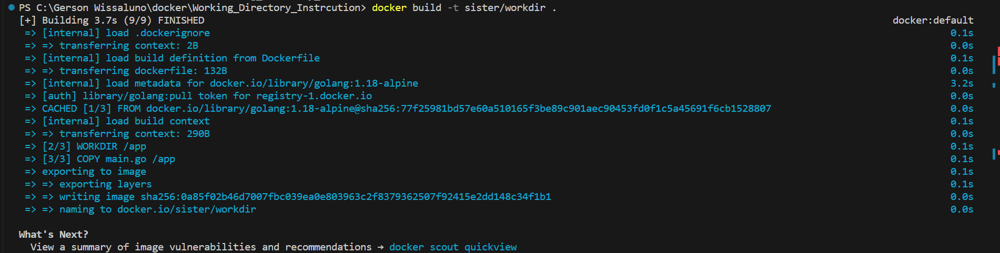 PS C:\Gerson Wissaluno\docker\Working_Directory_Instrcution> docker build -t sister/workdir .
[+] Building 3.7s (9/9) FINISHED docker:default
=> [internal] load .dockerignore 0.1s
=> => transferring context: 2B 0.0s
=> [internal] load build definition from Dockerfile 0.1s
=> => transferring dockerfile: 132B 0.0s
=> [internal] load metadata for docker.io/library/golang:1.18-alpine 3.2s
=> [auth] library/golang:pull token for registry-1.docker.io 0.0s
=> CACHED [1/3] FROM docker.io/library/golang:1.18-alpine@sha256:77f25981bd57e60a510165f3be89c901aec90453fd0f1c5a45691f6cb1528807 0.0s
=> [internal] load build context 0.1s
=> => transferring context: 290B 0.0s
=> [2/3] WORKDIR /app 0.1s
=> [3/3] COPY main.go /app 0.1s
=> exporting to image 0.1s
=> => exporting layers 0.1s
=> => writing image sha256:0a85f02b46d7007fbc039ea0e803963c2f8379362507f92415e2dd148c34f1b1 0.0s
=> => naming to docker.io/sister/workdir 0.0s
What's Next?
View a summary of image vulnerabilities and recommendations → docker scout quickview